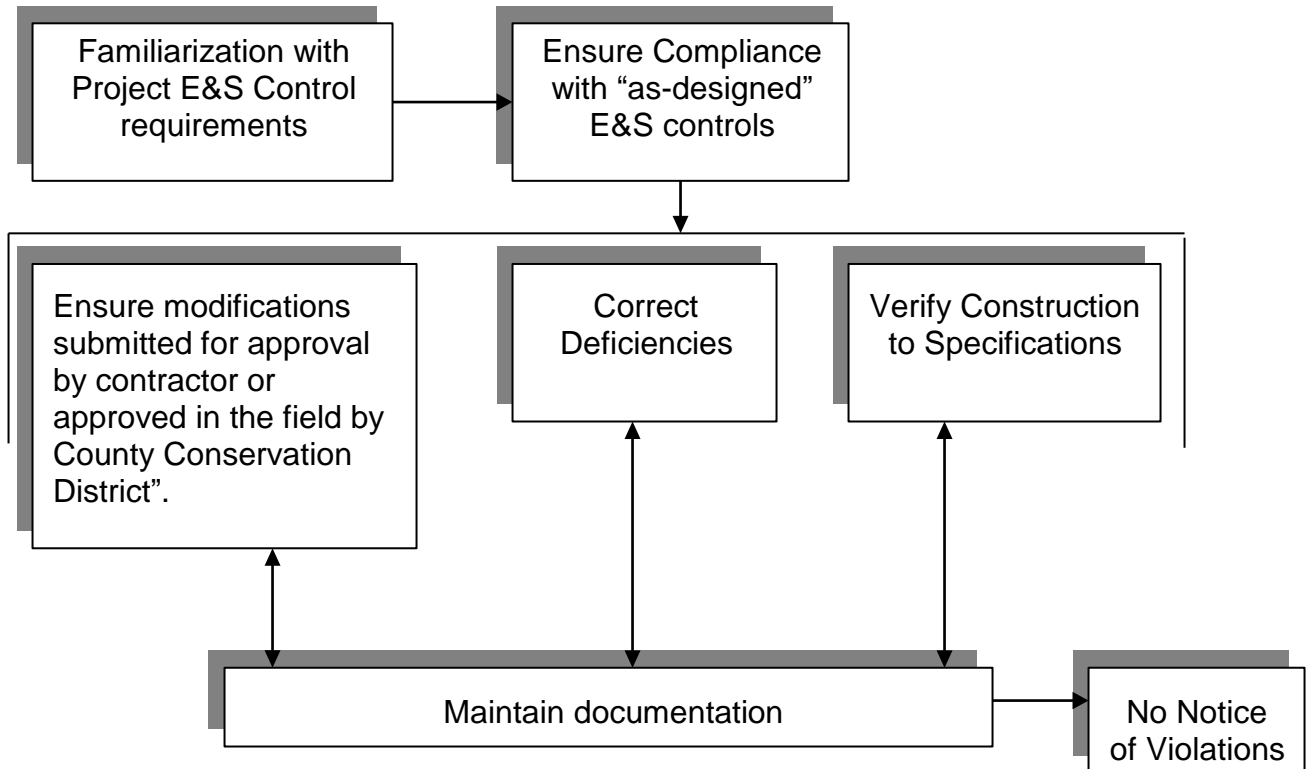 Familiarization with
Project E&S Control
requirements
Ensure Compliance
with “as-designed”
E&S controls
Ensure modifications
submitted for approval
by contractor or
approved in the field by
County Conservation
District”.
Correct
Deficiencies
Verify Construction
to Specifications
Maintain documentation
No Notice
of Violations